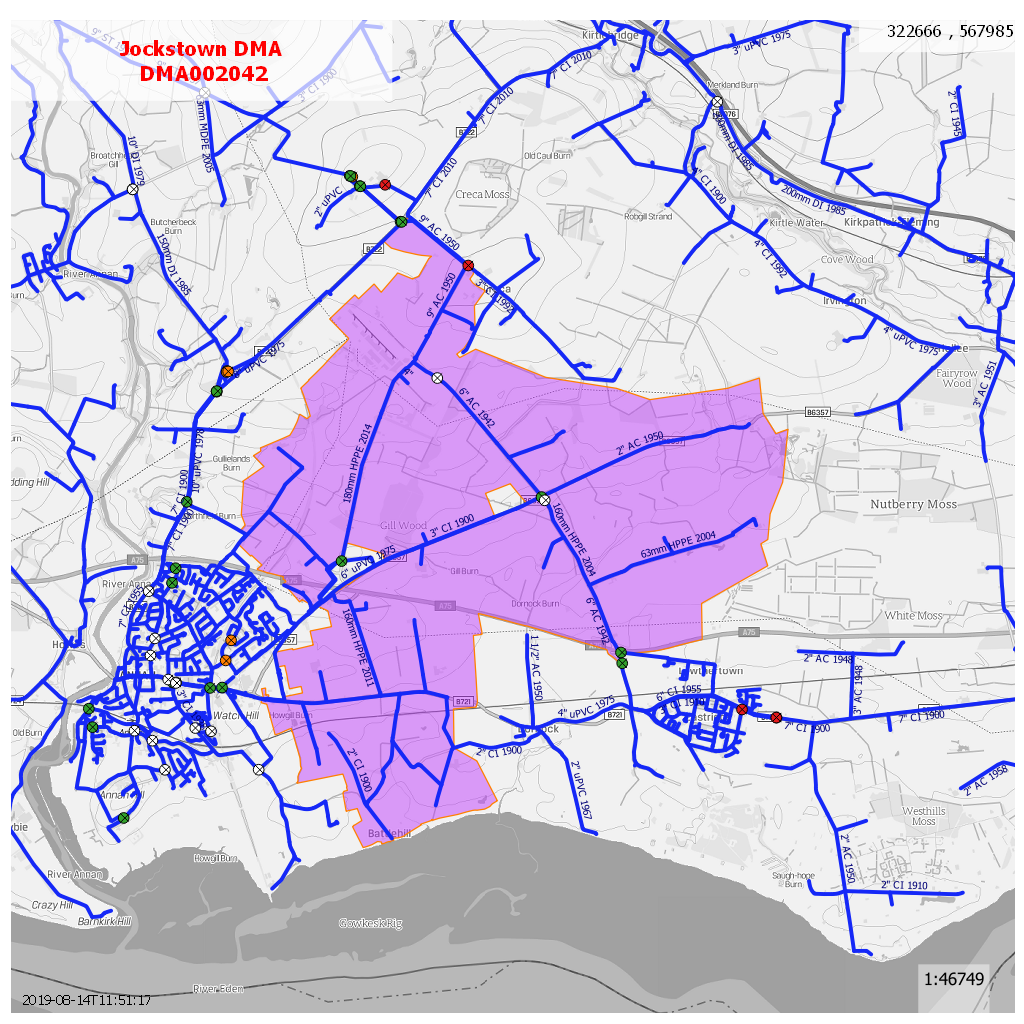 Jockstown DMA
DMA002042
322666 , 567985
Kirtlebridge
3" uPVC 1975
7" CI 2010
Merkland Burn
3" CI 1900
7" CI 2010
2" CI 1945
10" DI 1979
B722
Broatchhill Gill
Old Caul Burn
7" CI 2010
Creca Moss
2" uPVC
4" CI 1900
200mm DI 1985
Robgill Strand
Kirtle Water
Kirkpatrick-Fleming
Butcherbeck
Burn
9" AC 1950
B722
150mm DI 1985
4" CI 1992
Cove Wood
River Annan
9" AC 1950
3" CI 1992
Irvington
4" uPVC 1975
uPVC 1975
Fairyrow
Wood
3" AC 1951
4"
6" AC 1942
B6357
10" uPVC 1978
2" AC 1950
180mm HPPE 2014
Gullielands
Burn
7" CI 1900
Nutberry Moss
7" CI 1900
Gill Wood
3" CI 1900
160mm HPPE 2004
63mm HPPE 2004
6" uPVC 1975
A75
River Annan
Gill Burn
A75
Dornock Burn
6" AC 1942
White Moss
A75
160mm HPPE 2011
1 1/2" AC 1950
2" AC 1948
3" AC 1948
6" CI 1955
B721
4" uPVC 1975
B721
Watch Hill
Howgill Burn
7" CI 1900
7" CI 1900
Old Burn
2" CI 1900
2" CI 1900
2" uPVC 1967
2" AC 1958
Annan Hill
Westhills
Moss
Battlehill
2" AC 1950
Howgill Burn
River Annan
Saugh-hope
Burn
2" CI 1910
Crazy Hill
Barnkirk Hill
Gowkesk Rig
River Eden
1:46749
2019-08-14T11:51:17